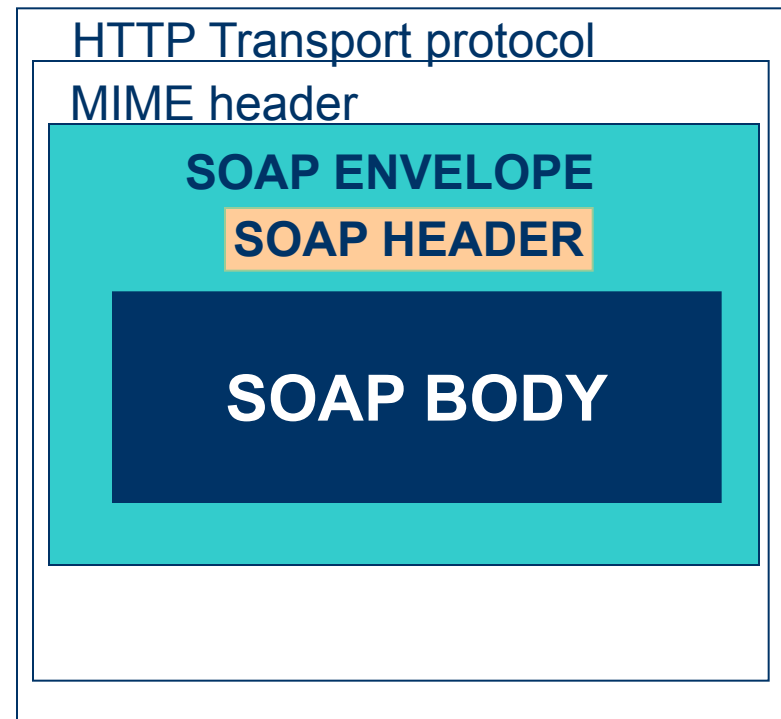 HTTP Transport protocol
MIME header
SOAP ENVELOPE
SOAP HEADER
SOAP BODY